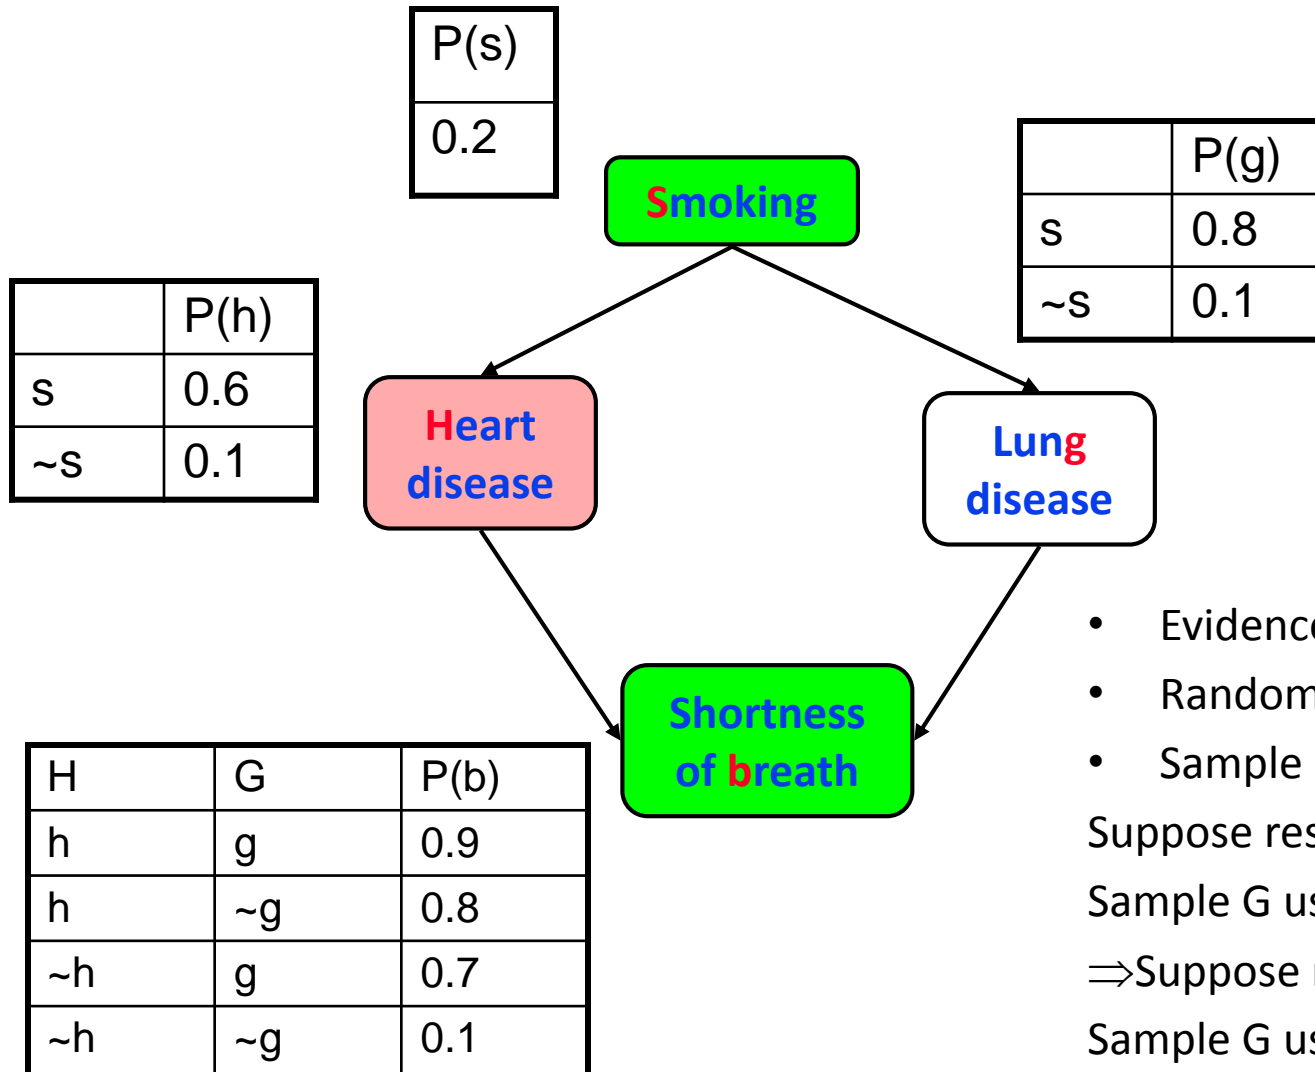 P(s)
0.2
Smoking
P(g)
s 0.8
~s 0.1
P(h)
s 0.6
~s 0.1
Heart
disease
Lung
disease
Shortness
of breath
H G P(b)
h g 0.9
h ~g 0.8
~h g 0.7
~h ~g 0.1
• Evidence
• Random
• Sample
Suppose res
Sample G us
⇒Suppose r
Sample G us